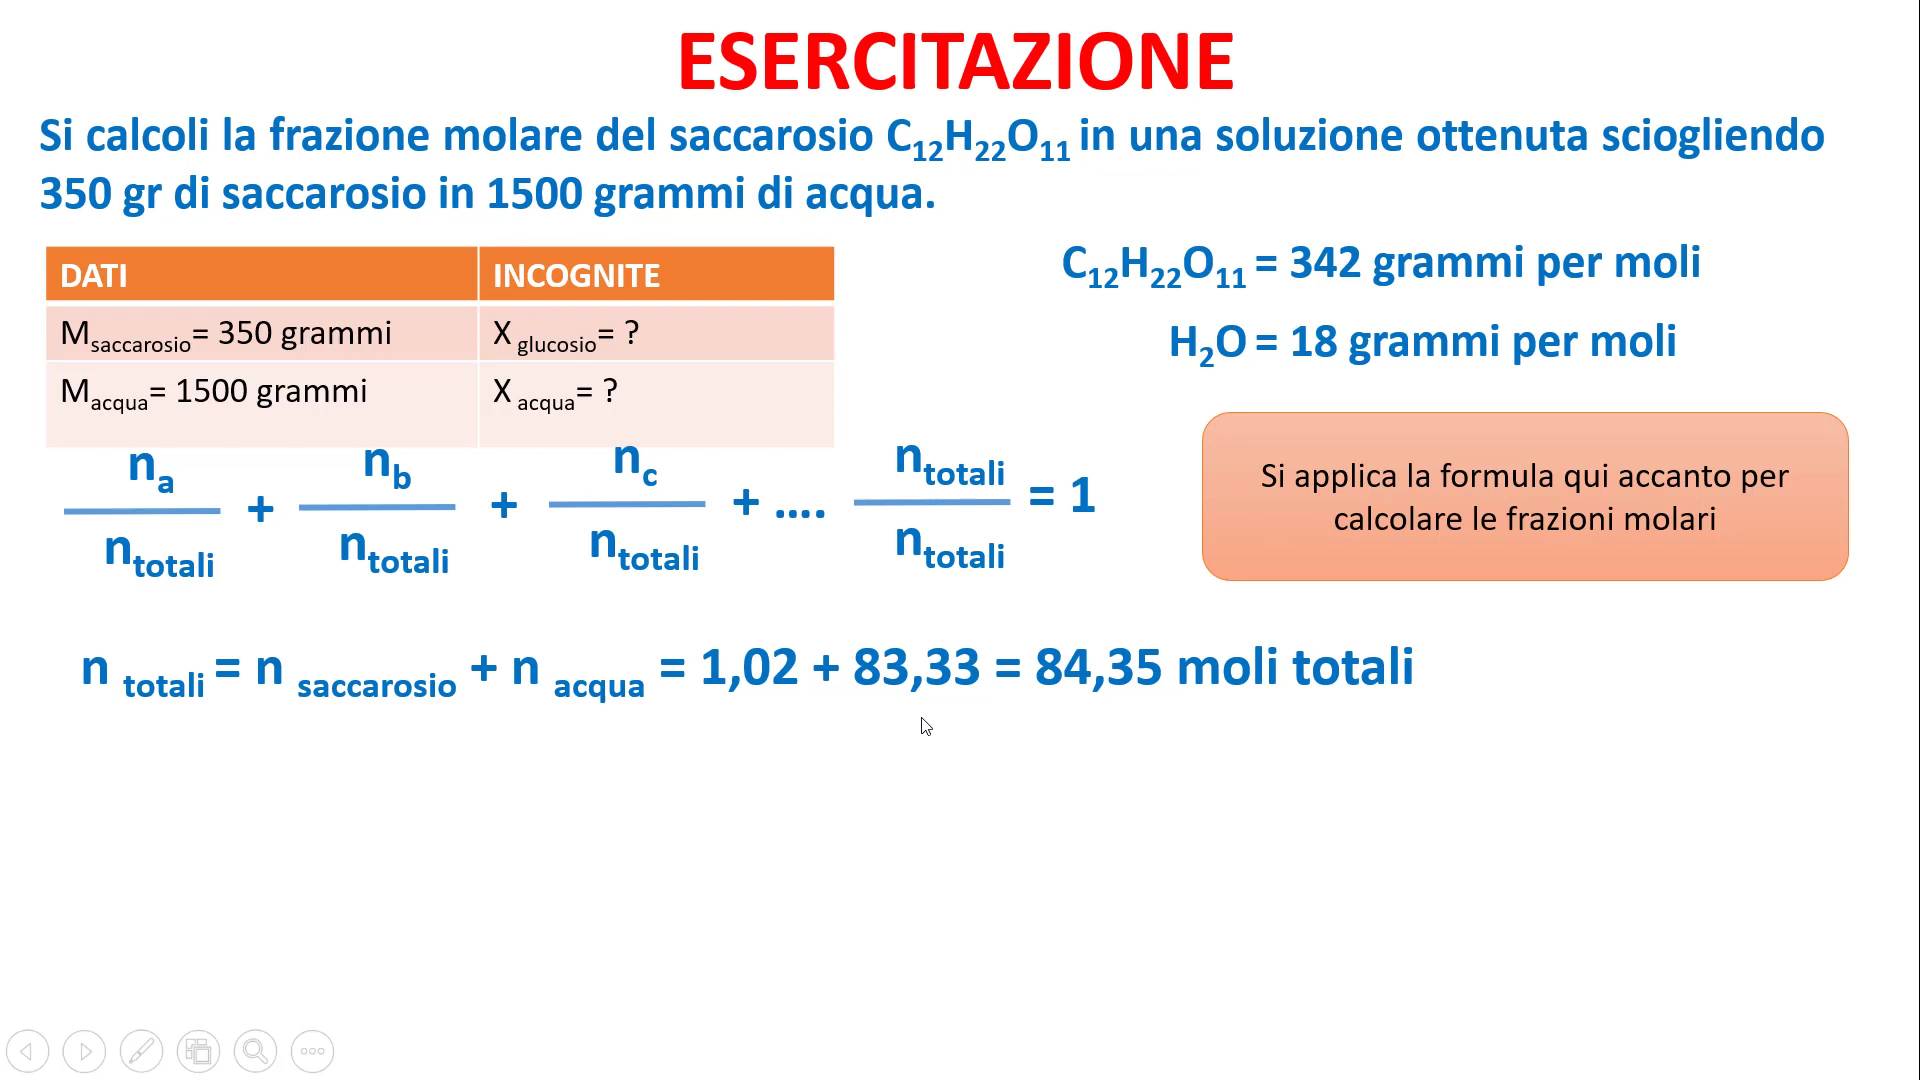 ESERCITAZIONE
Si calcoli la frazione molare del saccarosio C₁₂H₂₂O₁₁ in una soluzione ottenuta sciogliendo
350 gr di saccarosio in 1500 grammi di acqua.
DATI INCOGNITE
Msaccarosio= 350 grammi X glucosio= ?
Macqua= 1500 grammi X acqua= ?
C₁₂H₂₂O₁₁ = 342 grammi per moli
H₂O = 18 grammi per moli
na nb nc ntotali
+ + + .... = 1
ntotali ntotali ntotali ntotali
Si applica la formula qui accanto per
calcolare le frazioni molari
n totali = n saccarosio + n acqua = 1,02 + 83,33 = 84,35 moli totali